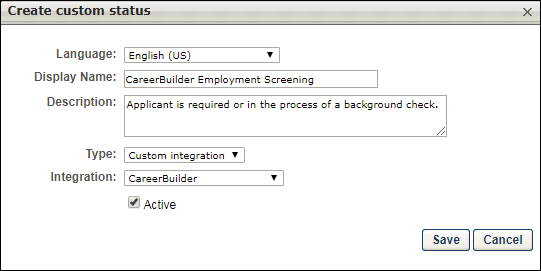 Create custom status
Language: English (US)
Display Name: CareerBuilder Employment Screening
Description: Applicant is required or in the process of a background check.
Type: Custom integration
Integration: CareerBuilder
Active
Save Cancel